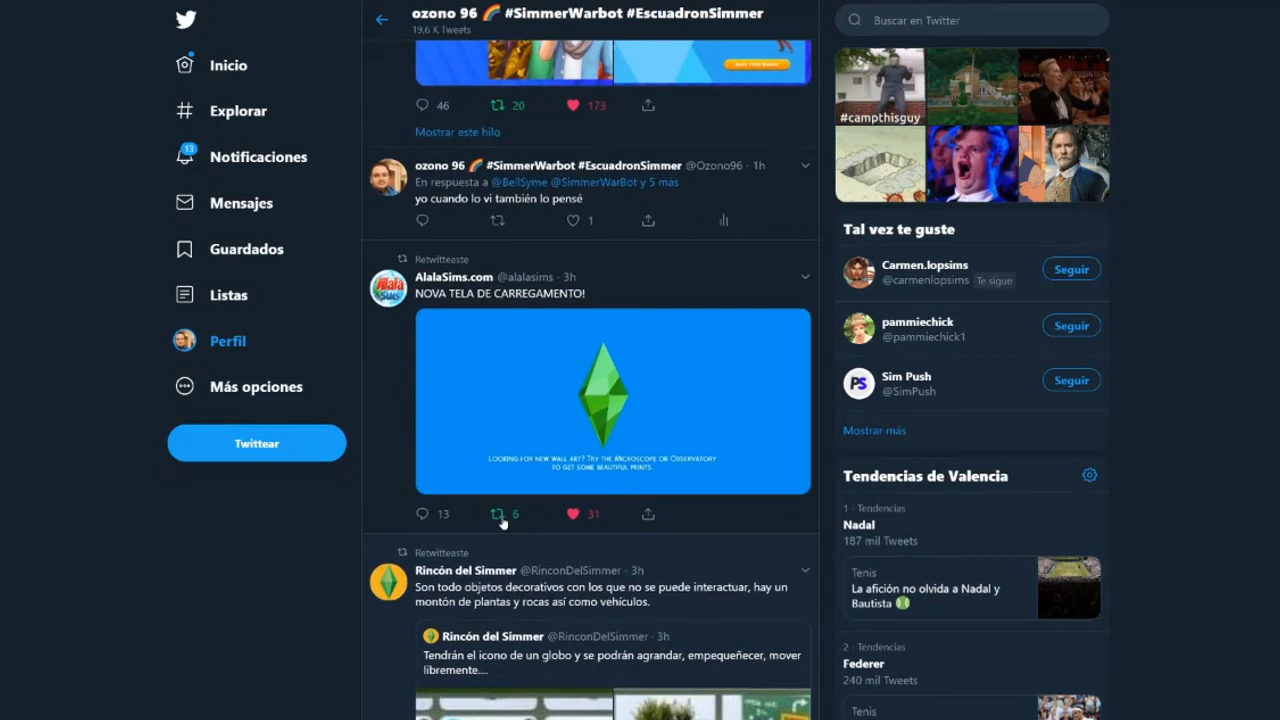 Inicio
Explorar
13
Notificaciones
Mensajes
Guardados
Listas
Perfil
Más opciones
Twittear
ozono 96 🌈 #SimmerWarbot #EscuadronSimmer
19,6 K Tweets
46 20 173
Mostrar este hilo
ozono 96 🌈 #SimmerWarbot #EscuadronSimmer @Ozono96 · 1h
En respuesta a @BellSyme @SimmerWarBot y 5 más
yo cuando lo vi también lo pensé
1
Retwitteaste
AlalaSims.com @alalasims · 3h
Alala
Sims
NOVA TELA DE CARREGAMENTO!
Looking for new wall art? Try the Microscope or Observatory
to get some beautiful prints.
13 6 31
Retwitteaste
Rincón del Simmer @RinconDelSimmer · 3h
Son todo objetos decorativos con los que no se puede interactuar, hay un
montón de plantas y rocas así como vehículos.
Rincón del Simmer @RinconDelSimmer · 3h
Tendrán el icono de un globo y se podrán agrandar, empequeñecer, mover
libremente....
Buscar en Twitter
#campthisguy
Tal vez te guste
Carmen.lopsims
@carmenlopsims Te sigue
Seguir
pammiechick
@pammiechick1
Seguir
PS
Sim Push
@SimPush
Seguir
Mostrar más
Tendencias de Valencia
1 · Tendencias
Nadal
187 mil Tweets
Tenis
La afición no olvida a Nadal y
Bautista 🎾
2 · Tendencias
Federer
240 mil Tweets
Tenis